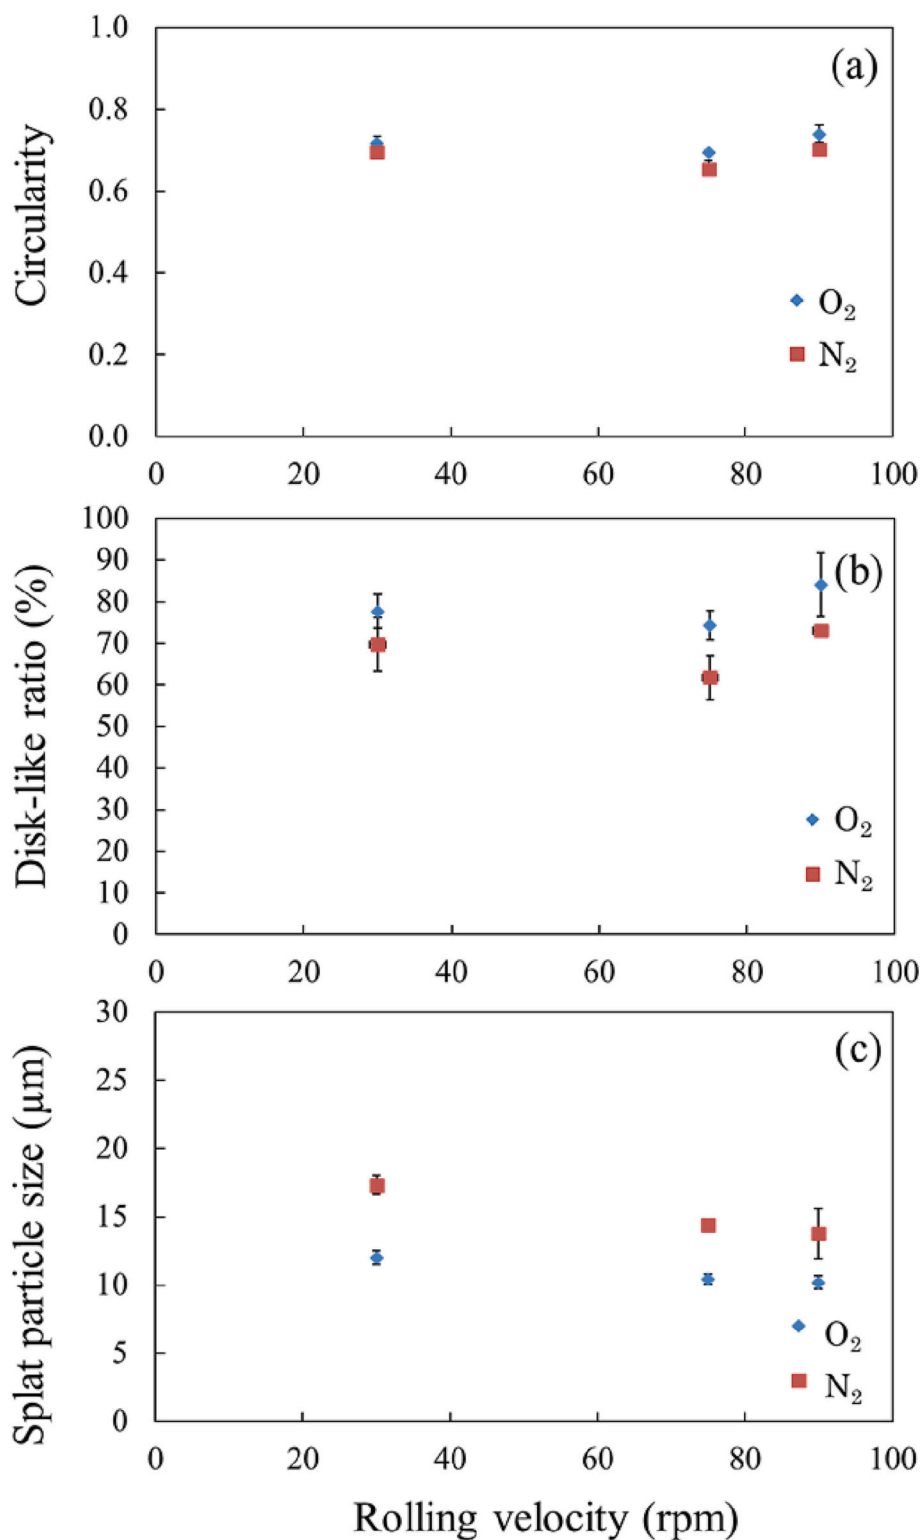 1.0
(a)
0.8
0.6
Circularity
0.4
O₂
0.2
N₂
0.0
0 20 40 60 80 100
100
90
(b)
80
70
60
Disk-like ratio (%)
50
40
30
O₂
20
N₂
10
0
0 20 40 60 80 100
30
(c)
25
20
Splat particle size (μm)
15
10
O₂
5
N₂
0
0 20 40 60 80 100
Rolling velocity (rpm)